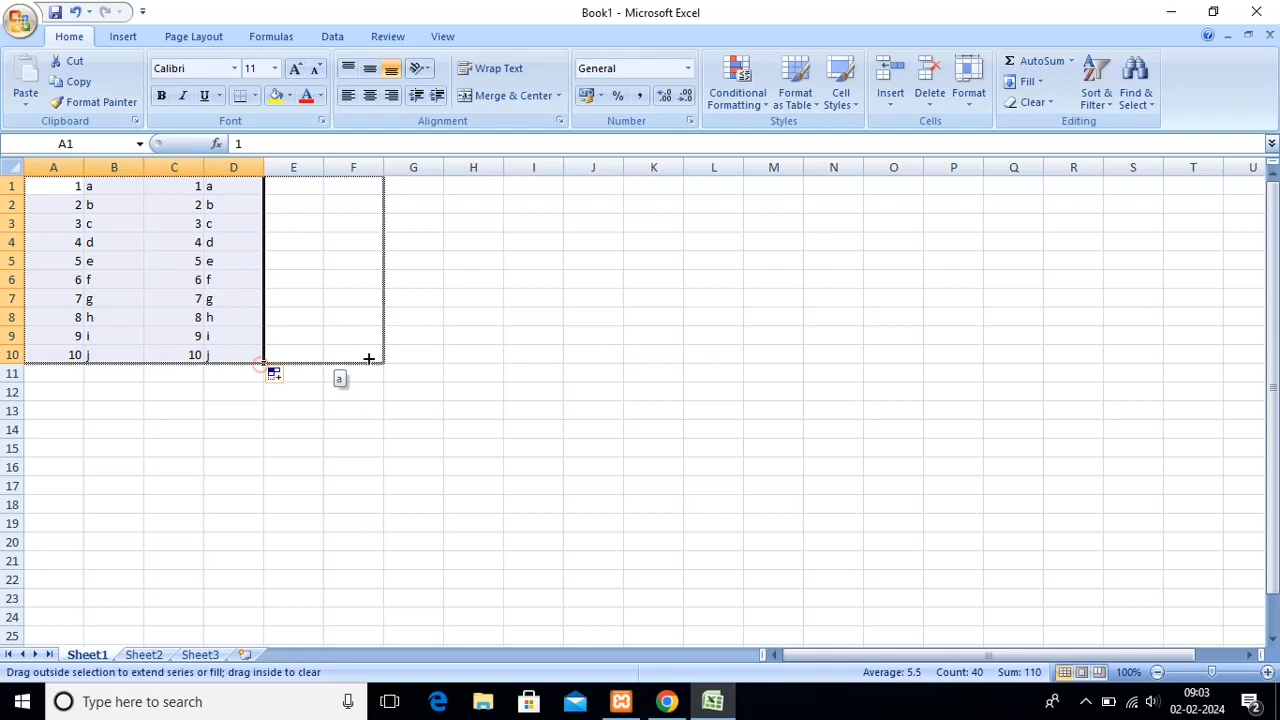 Book1 - Microsoft Excel
Home Insert Page Layout Formulas Data Review View
Cut
Copy
Format Painter
Paste
Clipboard
Calibri 11
B I U
Font
Wrap Text
Merge & Center
Alignment
General
Number
Conditional Formatting
Format as Table
Cell Styles
Styles
Insert Delete Format
Cells
AutoSum
Fill
Clear
Sort & Filter
Find & Select
Editing
A1 fx 1
A B C D E F G H I J K L M N O P Q R S T U
1 1 a 1 a
2 2 b 2 b
3 3 c 3 c
4 4 d 4 d
5 5 e 5 e
6 6 f 6 f
7 7 g 7 g
8 8 h 8 h
9 9 i 9 i
10 10 j 10 j
11 a
12
13
14
15
16
17
18
19
20
21
22
23
24
25
Sheet1 Sheet2 Sheet3
Drag outside selection to extend series or fill; drag inside to clear Average: 5.5 Count: 40 Sum: 110 100%
Type here to search
09:03
02-02-2024
2